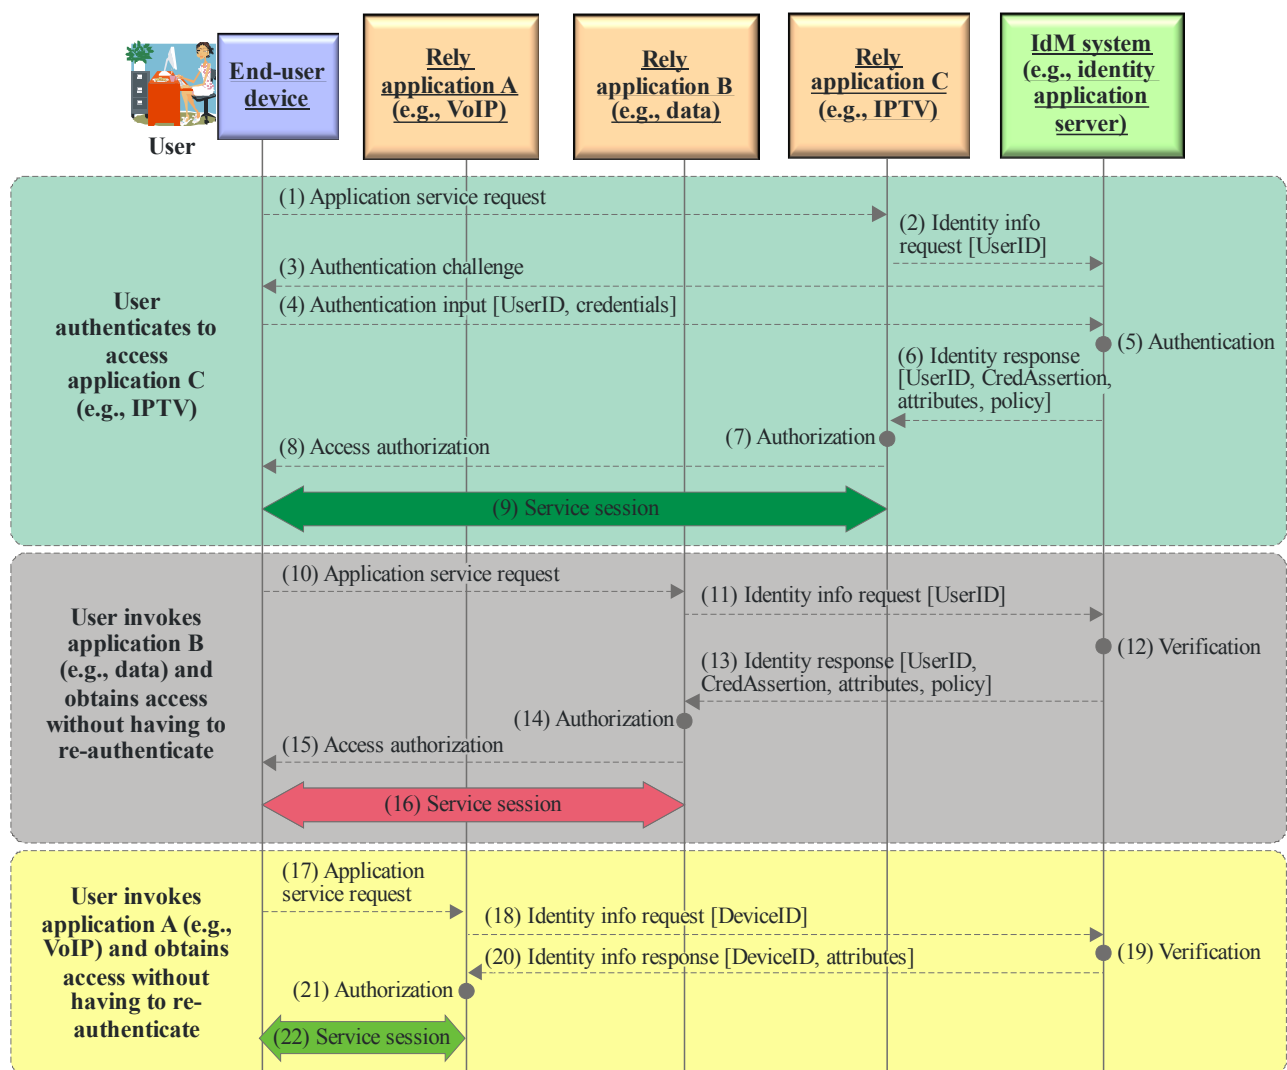 User
End-user
device
Rely
application A
(e.g., VoIP)
Rely
application B
(e.g., data)
Rely
application C
(e.g., IPTV)
IdM system
(e.g., identity
application
server)
User
authenticates to
access
application C
(e.g., IPTV)
(1) Application service request
(2) Identity info
request [UserID]
(3) Authentication challenge
(4) Authentication input [UserID, credentials]
(5) Authentication
(6) Identity response
[UserID, CredAssertion,
attributes, policy]
(7) Authorization
(8) Access authorization
(9) Service session
User invokes
application B
(e.g., data) and
obtains access
without having to
re-authenticate
(10) Application service request
(11) Identity info request [UserID]
(12) Verification
(13) Identity response [UserID,
CredAssertion, attributes, policy]
(14) Authorization
(15) Access authorization
(16) Service session
User invokes
application A (e.g.,
VoIP) and obtains
access without
having to re-
authenticate
(17) Application
service request
(18) Identity info request [DeviceID]
(19) Verification
(20) Identity info response [DeviceID, attributes]
(21) Authorization
(22) Service session